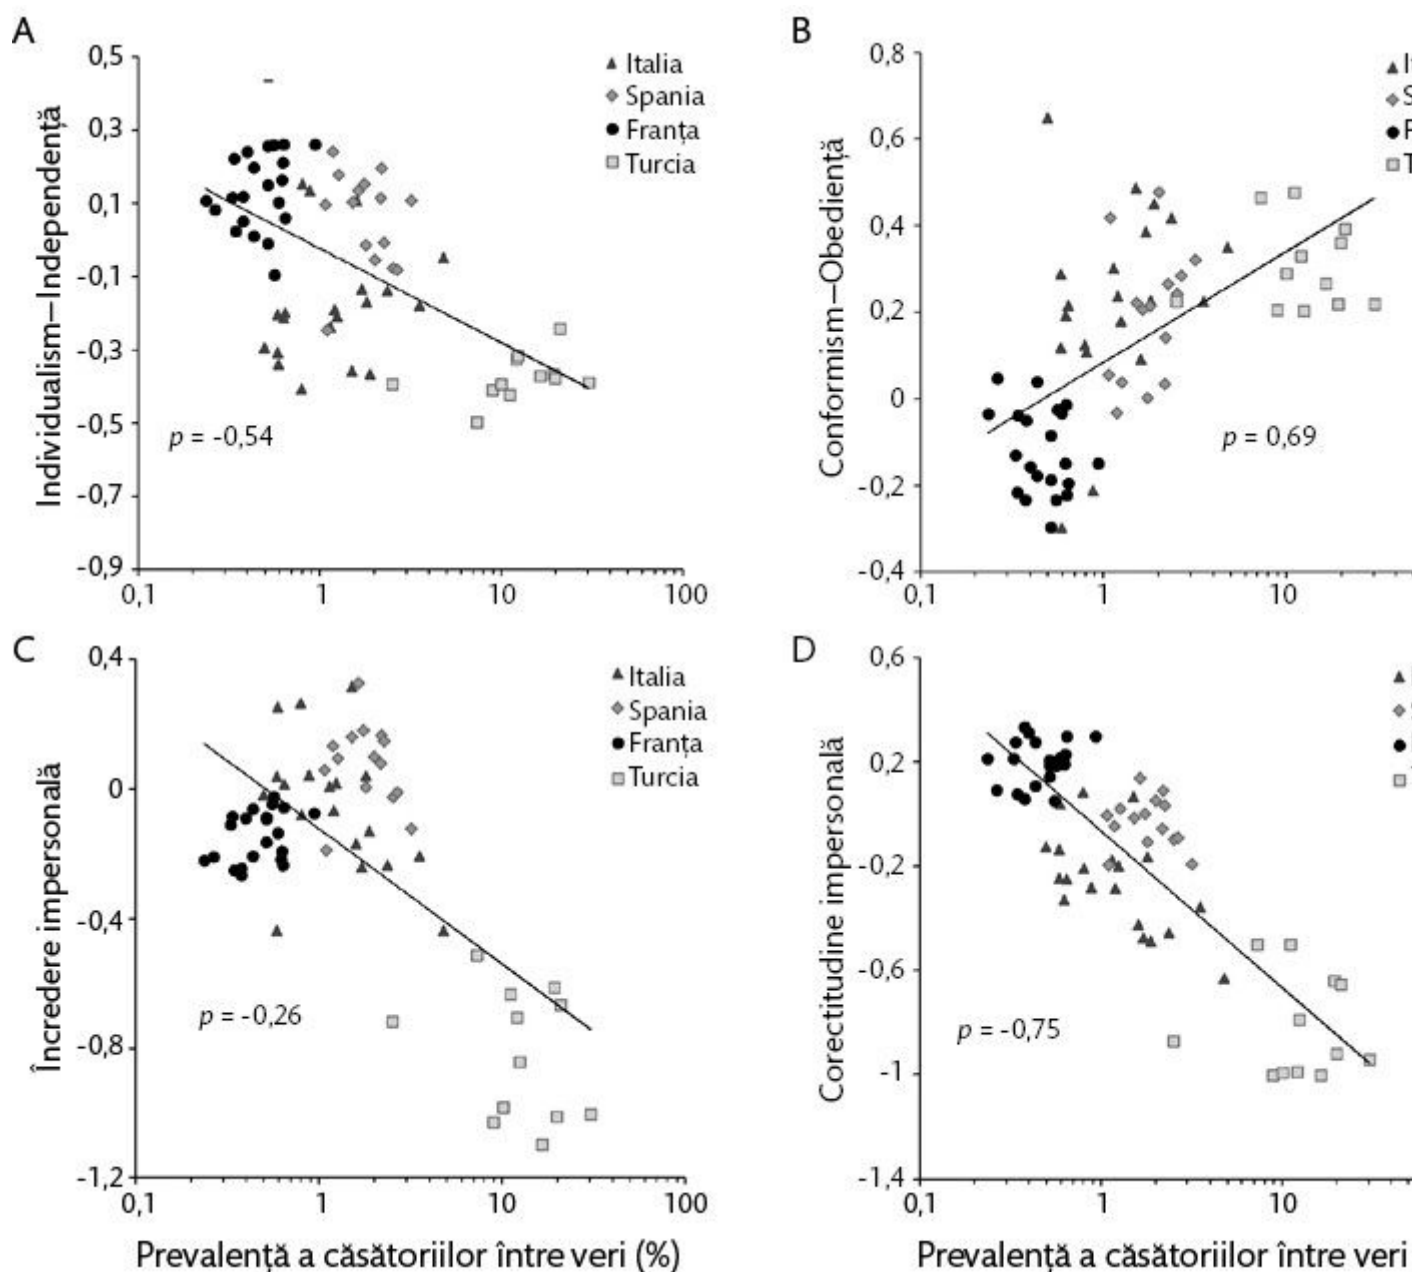 A
0,5
0,3
0,1
-0,1
-0,3
-0,5
-0,7
-0,9
0,1 1 10 100
Individualism—Independență
Italia
Spania
Franța
Turcia
p = -0,54
B
0,8
0,6
0,4
0,2
0
-0,2
-0,4
0,1 1 10
Conformism—Obediență
p = 0,69
C
0,4
0
-0,4
-0,8
-1,2
0,1 1 10 100
Încredere impersonală
Italia
Spania
Franța
Turcia
p = -0,26
Prevalență a căsătoriilor între veri (%)
D
0,6
0,2
-0,2
-0,6
-1
-1,4
0,1 1 10
Corectitudine impersonală
p = -0,75
Prevalență a căsătoriilor între veri